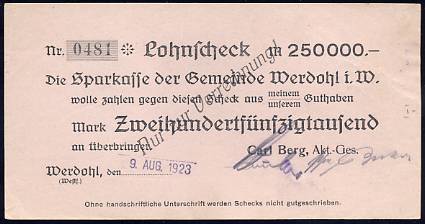 Nr. 0481 * Lohnscheck M 250000.-
Nur zur Verrechnung!
Die Sparkasse der Gemeinde Werdohl i. W.
wolle zahlen gegen diesen Scheck aus meinem unserem Guthaben
Mark Zweihundertfünfzigtausend
an überbringer.
Carl Berg, Akt.-Ges.
Werdohl, den 9. AUG. 1923
(Westf.)
Ohne handschriftliche Unterschrift werden Schecks nicht gutgeschrieben.